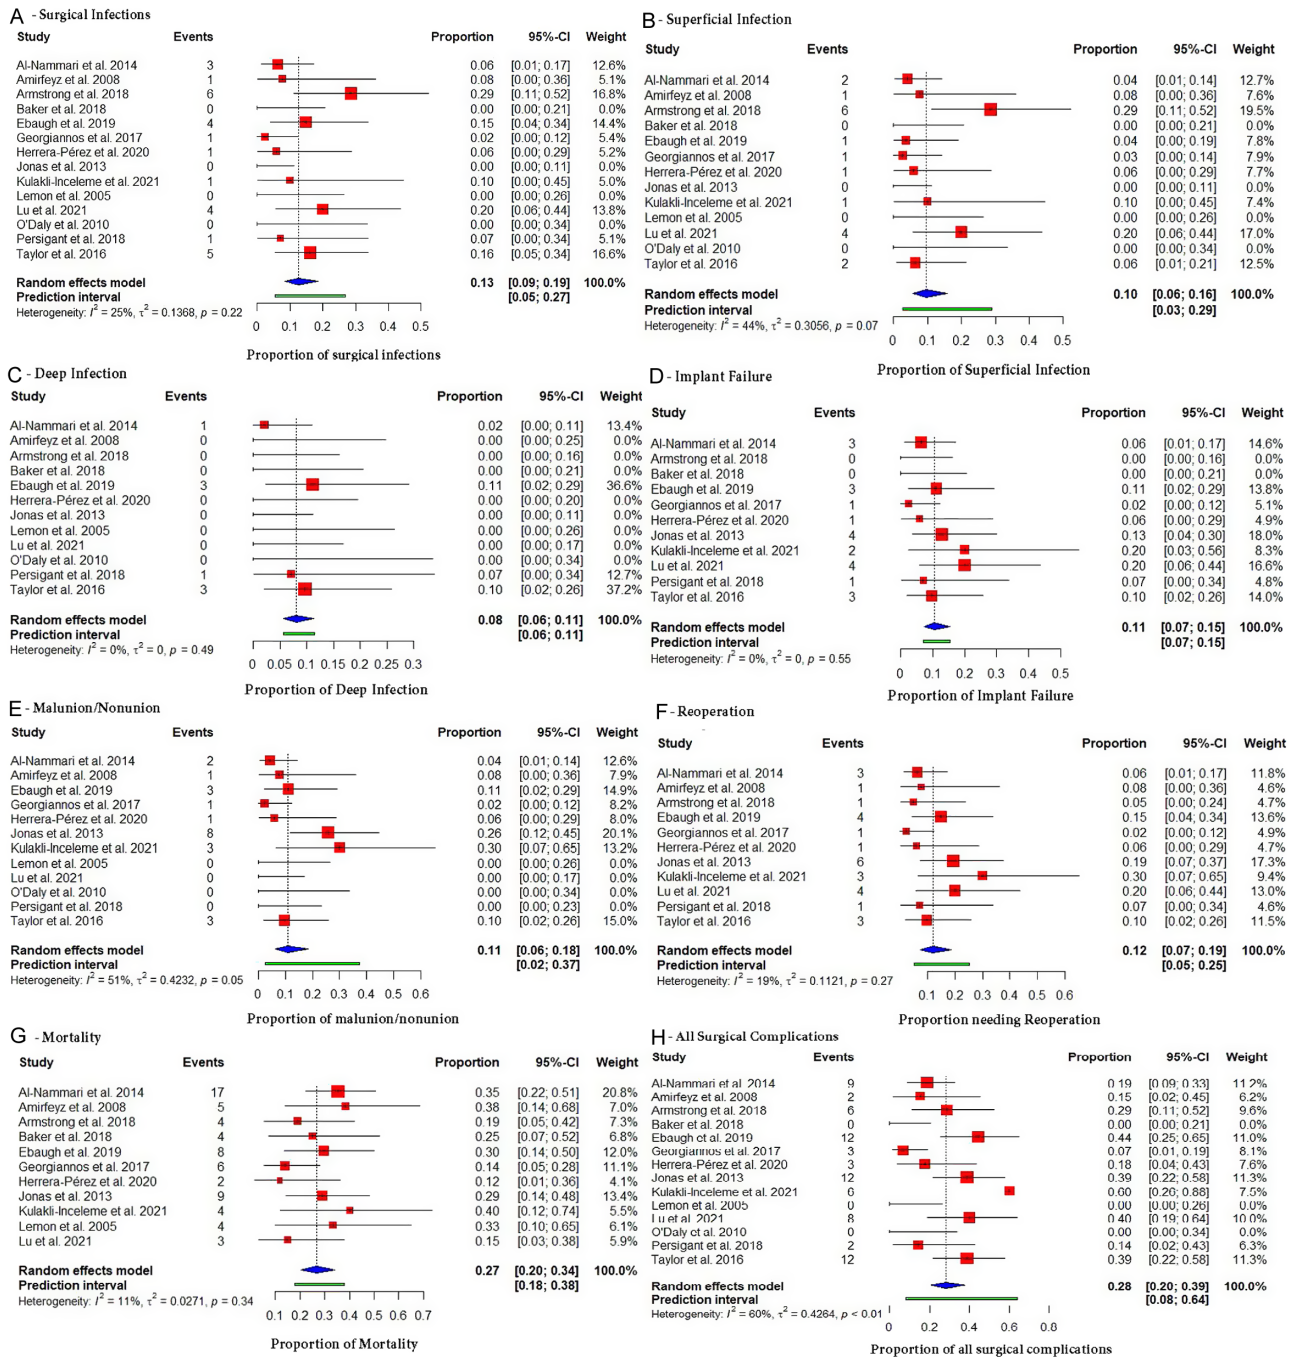 A - Surgical Infections
Study Events Proportion 95%-CI Weight
Al-Nammari et al. 2014 3 0.06 [0.01; 0.17] 12.6%
Amirfeyz et al. 2008 1 0.08 [0.00; 0.36] 5.1%
Armstrong et al. 2018 6 0.29 [0.11; 0.52] 16.8%
Baker et al. 2018 0 0.00 [0.00; 0.21] 0.0%
Ebaugh et al. 2019 4 0.15 [0.04; 0.34] 14.4%
Georgiannos et al. 2017 1 0.02 [0.00; 0.12] 5.4%
Herrera-Pérez et al. 2020 1 0.06 [0.00; 0.29] 5.2%
Jonas et al. 2013 0 0.00 [0.00; 0.11] 0.0%
Kulakli-Inceleme et al. 2021 1 0.10 [0.00; 0.45] 5.0%
Lemon et al. 2005 0 0.00 [0.00; 0.26] 0.0%
Lu et al. 2021 4 0.20 [0.06; 0.44] 13.8%
O'Daly et al. 2010 0 0.00 [0.00; 0.34] 0.0%
Persigant et al. 2018 1 0.07 [0.00; 0.34] 5.1%
Taylor et al. 2016 5 0.16 [0.05; 0.34] 16.6%
Random effects model 0.13 [0.09; 0.19] 100.0%
Prediction interval [0.05; 0.27]
Heterogeneity: I² = 25%, τ² = 0.1368, p = 0.22
0 0.1 0.2 0.3 0.4 0.5
Proportion of surgical infections
B - Superficial Infection
Study Events Proportion 95%-CI Weight
Al-Nammari et al. 2014 2 0.04 [0.01; 0.14] 12.7%
Amirfeyz et al. 2008 1 0.08 [0.00; 0.36] 7.6%
Armstrong et al. 2018 6 0.29 [0.11; 0.52] 19.5%
Baker et al. 2018 0 0.00 [0.00; 0.21] 0.0%
Ebaugh et al. 2019 1 0.04 [0.00; 0.19] 7.8%
Georgiannos et al. 2017 1 0.03 [0.00; 0.14] 7.9%
Herrera-Pérez et al. 2020 1 0.06 [0.00; 0.29] 7.7%
Jonas et al. 2013 0 0.00 [0.00; 0.11] 0.0%
Kulakli-Inceleme et al. 2021 1 0.10 [0.00; 0.45] 7.4%
Lemon et al. 2005 0 0.00 [0.00; 0.26] 0.0%
Lu et al. 2021 4 0.20 [0.06; 0.44] 17.0%
O'Daly et al. 2010 0 0.00 [0.00; 0.34] 0.0%
Taylor et al. 2016 2 0.06 [0.01; 0.21] 12.5%
Random effects model 0.10 [0.06; 0.16] 100.0%
Prediction interval [0.03; 0.29]
Heterogeneity: I² = 44%, τ² = 0.3056, p = 0.07
0 0.1 0.2 0.3 0.4 0.5
Proportion of Superficial Infection
C - Deep Infection
Study Events Proportion 95%-CI Weight
Al-Nammari et al. 2014 1 0.02 [0.00; 0.11] 13.4%
Amirfeyz et al. 2008 0 0.00 [0.00; 0.25] 0.0%
Armstrong et al. 2018 0 0.00 [0.00; 0.16] 0.0%
Baker et al. 2018 0 0.00 [0.00; 0.21] 0.0%
Ebaugh et al. 2019 3 0.11 [0.02; 0.29] 36.6%
Herrera-Pérez et al. 2020 0 0.00 [0.00; 0.20] 0.0%
Jonas et al. 2013 0 0.00 [0.00; 0.11] 0.0%
Lemon et al. 2005 0 0.00 [0.00; 0.26] 0.0%
Lu et al. 2021 0 0.00 [0.00; 0.17] 0.0%
O'Daly et al. 2010 0 0.00 [0.00; 0.34] 0.0%
Persigant et al. 2018 1 0.07 [0.00; 0.34] 12.7%
Taylor et al. 2016 3 0.10 [0.02; 0.26] 37.2%
Random effects model 0.08 [0.06; 0.11] 100.0%
Prediction interval [0.06; 0.11]
Heterogeneity: I² = 0%, τ² = 0, p = 0.49
0 0.05 0.1 0.15 0.2 0.25 0.3
Proportion of Deep Infection
D - Implant Failure
Study Events Proportion 95%-CI Weight
Al-Nammari et al. 2014 3 0.06 [0.01; 0.17] 14.6%
Armstrong et al. 2018 0 0.00 [0.00; 0.16] 0.0%
Baker et al. 2018 0 0.00 [0.00; 0.21] 0.0%
Ebaugh et al. 2019 3 0.11 [0.02; 0.29] 13.8%
Georgiannos et al. 2017 1 0.02 [0.00; 0.12] 5.1%
Herrera-Pérez et al. 2020 1 0.06 [0.00; 0.29] 4.9%
Jonas et al. 2013 4 0.13 [0.04; 0.30] 18.0%
Kulakli-Inceleme et al. 2021 2 0.20 [0.03; 0.56] 8.3%
Lu et al. 2021 4 0.20 [0.06; 0.44] 16.6%
Persigant et al. 2018 1 0.07 [0.00; 0.34] 4.8%
Taylor et al. 2016 3 0.10 [0.02; 0.26] 14.0%
Random effects model 0.11 [0.07; 0.15] 100.0%
Prediction interval [0.07; 0.15]
Heterogeneity: I² = 0%, τ² = 0, p = 0.55
0 0.1 0.2 0.3 0.4 0.5
Proportion of Implant Failure
E - Malunion/Nonunion
Study Events Proportion 95%-CI Weight
Al-Nammari et al. 2014 2 0.04 [0.01; 0.14] 12.6%
Amirfeyz et al. 2008 1 0.08 [0.00; 0.36] 7.9%
Ebaugh et al. 2019 3 0.11 [0.02; 0.29] 14.9%
Georgiannos et al. 2017 1 0.02 [0.00; 0.12] 8.2%
Herrera-Pérez et al. 2020 1 0.06 [0.00; 0.29] 8.0%
Jonas et al. 2013 8 0.26 [0.12; 0.45] 20.1%
Kulakli-Inceleme et al. 2021 3 0.30 [0.07; 0.65] 13.2%
Lemon et al. 2005 0 0.00 [0.00; 0.26] 0.0%
Lu et al. 2021 0 0.00 [0.00; 0.17] 0.0%
O'Daly et al. 2010 0 0.00 [0.00; 0.34] 0.0%
Persigant et al. 2018 0 0.00 [0.00; 0.23] 0.0%
Taylor et al. 2016 3 0.10 [0.02; 0.26] 15.0%
Random effects model 0.11 [0.06; 0.18] 100.0%
Prediction interval [0.02; 0.37]
Heterogeneity: I² = 51%, τ² = 0.4232, p = 0.05
0 0.1 0.2 0.3 0.4 0.5 0.6
Proportion of malunion/nonunion
F - Reoperation
Study Events Proportion 95%-CI Weight
Al-Nammari et al. 2014 3 0.06 [0.01; 0.17] 11.8%
Amirfeyz et al. 2008 1 0.08 [0.00; 0.36] 4.6%
Armstrong et al. 2018 1 0.05 [0.00; 0.24] 4.7%
Ebaugh et al. 2019 4 0.15 [0.04; 0.34] 13.6%
Georgiannos et al. 2017 1 0.02 [0.00; 0.12] 4.9%
Herrera-Pérez et al. 2020 1 0.06 [0.00; 0.29] 4.7%
Jonas et al. 2013 6 0.19 [0.07; 0.37] 17.3%
Kulakli-Inceleme et al. 2021 3 0.30 [0.07; 0.65] 9.4%
Lu et al. 2021 4 0.20 [0.06; 0.44] 13.0%
Persigant et al. 2018 1 0.07 [0.00; 0.34] 4.6%
Taylor et al. 2016 3 0.10 [0.02; 0.26] 11.5%
Random effects model 0.12 [0.07; 0.19] 100.0%
Prediction interval [0.05; 0.25]
Heterogeneity: I² = 19%, τ² = 0.1121, p = 0.27
0.1 0.2 0.3 0.4 0.5 0.6
Proportion needing Reoperation
G - Mortality
Study Events Proportion 95%-CI Weight
Al-Nammari et al. 2014 17 0.35 [0.22; 0.51] 20.8%
Amirfeyz et al. 2008 5 0.38 [0.14; 0.68] 7.0%
Armstrong et al. 2018 4 0.19 [0.05; 0.42] 7.3%
Baker et al. 2018 4 0.25 [0.07; 0.52] 6.8%
Ebaugh et al. 2019 8 0.30 [0.14; 0.50] 12.0%
Georgiannos et al. 2017 6 0.14 [0.05; 0.28] 11.1%
Herrera-Pérez et al. 2020 2 0.12 [0.01; 0.36] 4.1%
Jonas et al. 2013 9 0.29 [0.14; 0.48] 13.4%
Kulakli-Inceleme et al. 2021 4 0.40 [0.12; 0.74] 5.5%
Lemon et al. 2005 4 0.33 [0.10; 0.65] 6.1%
Lu et al. 2021 3 0.15 [0.03; 0.38] 5.9%
Random effects model 0.27 [0.20; 0.34] 100.0%
Prediction interval [0.18; 0.38]
Heterogeneity: I² = 11%, τ² = 0.0271, p = 0.34
0.1 0.2 0.3 0.4 0.5 0.6 0.7
Proportion of Mortality
H - All Surgical Complications
Study Events Proportion 95%-CI Weight
Al-Nammari et al. 2014 9 0.19 [0.09; 0.33] 11.2%
Amirfeyz et al. 2008 2 0.15 [0.02; 0.45] 6.2%
Armstrong et al. 2018 6 0.29 [0.11; 0.52] 9.6%
Baker et al. 2018 0 0.00 [0.00; 0.21] 0.0%
Ebaugh et al. 2019 12 0.44 [0.25; 0.65] 11.0%
Georgiannos et al. 2017 3 0.07 [0.01; 0.19] 8.1%
Herrera-Pérez et al. 2020 3 0.18 [0.04; 0.43] 7.6%
Jonas et al. 2013 12 0.39 [0.22; 0.58] 11.3%
Kulakli-Inceleme et al. 2021 6 0.60 [0.26; 0.88] 7.5%
Lemon et al. 2005 0 0.00 [0.00; 0.26] 0.0%
Lu et al. 2021 8 0.40 [0.19; 0.64] 10.0%
O'Daly et al. 2010 0 0.00 [0.00; 0.34] 0.0%
Persigant et al. 2018 2 0.14 [0.02; 0.43] 6.3%
Taylor et al. 2016 12 0.39 [0.22; 0.58] 11.3%
Random effects model 0.28 [0.20; 0.39] 100.0%
Prediction interval [0.08; 0.64]
Heterogeneity: I² = 60%, τ² = 0.4264, p < 0.01
0 0.2 0.4 0.6 0.8
Proportion of all surgical complications